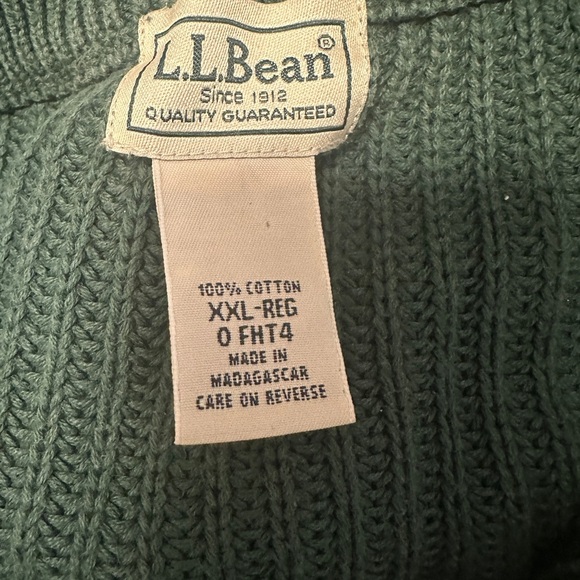 L.L.Bean®
Since 1912
QUALITY GUARANTEED
100% COTTON
XXL-REG
0 FHT4
MADE IN
MADAGASCAR
CARE ON REVERSE